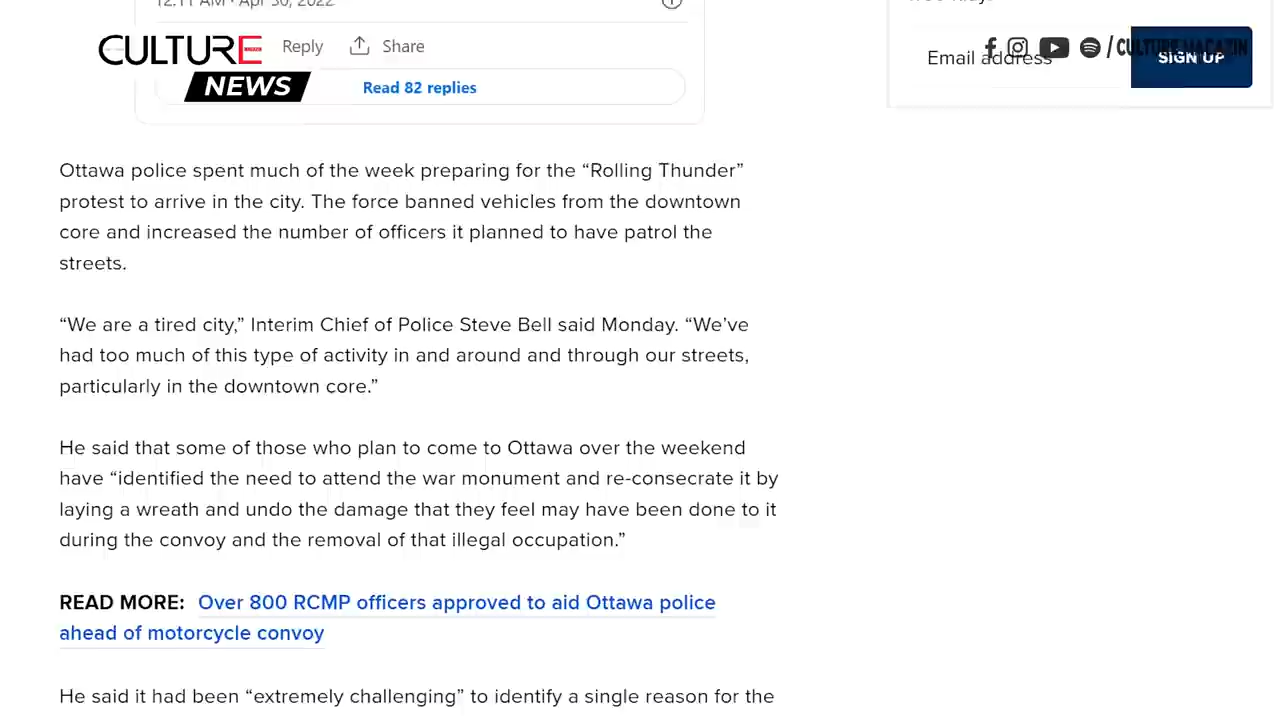 12:11 AM · Apr 30, 2022
CULTURE
NEWS
Reply
Share
Read 82 replies
Email address
/CULTUREMAGAZIN
SIGN UP
Ottawa police spent much of the week preparing for the “Rolling Thunder”
protest to arrive in the city. The force banned vehicles from the downtown
core and increased the number of officers it planned to have patrol the
streets.
“We are a tired city,” Interim Chief of Police Steve Bell said Monday. “We’ve
had too much of this type of activity in and around and through our streets,
particularly in the downtown core.”
He said that some of those who plan to come to Ottawa over the weekend
have “identified the need to attend the war monument and re-consecrate it by
laying a wreath and undo the damage that they feel may have been done to it
during the convoy and the removal of that illegal occupation.”
READ MORE: Over 800 RCMP officers approved to aid Ottawa police
ahead of motorcycle convoy
He said it had been “extremely challenging” to identify a single reason for the